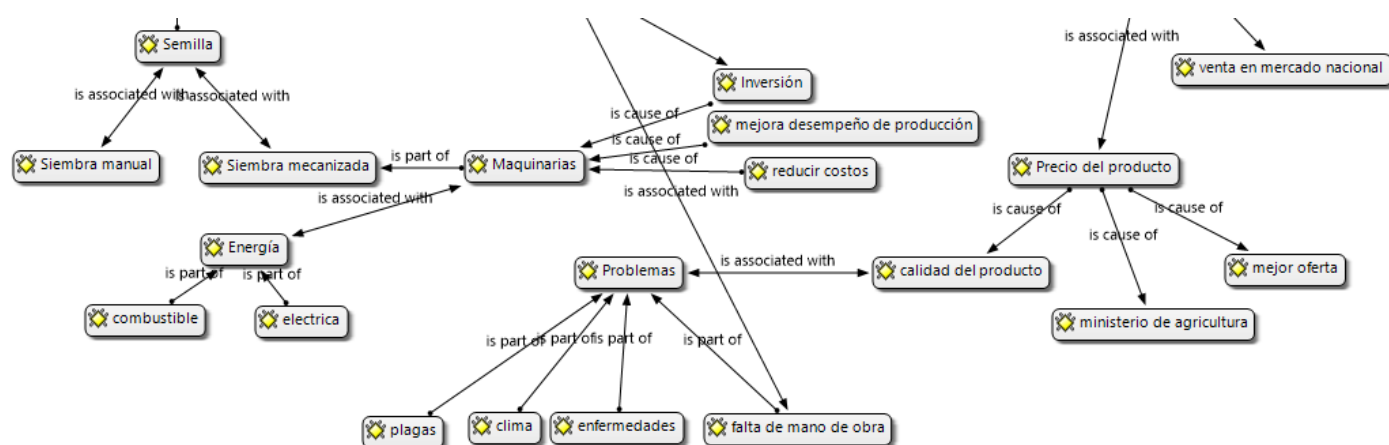 Semilla
is associated with
venta en mercado nacional
Inversión
is associated with
is associated with
is cause of
mejora desempeño de producción
is cause of
Siembra manual
Siembra mecanizada
is part of
Maquinarias
is cause of
reducir costos
Precio del producto
is associated with
is associated with
is cause of
is cause of
is cause of
Energía
is part of
is part of
Problemas
is associated with
calidad del producto
mejor oferta
combustible
electrica
ministerio de agricultura
is part of
is part of
is part of
is part of
plagas
clima
enfermedades
falta de mano de obra